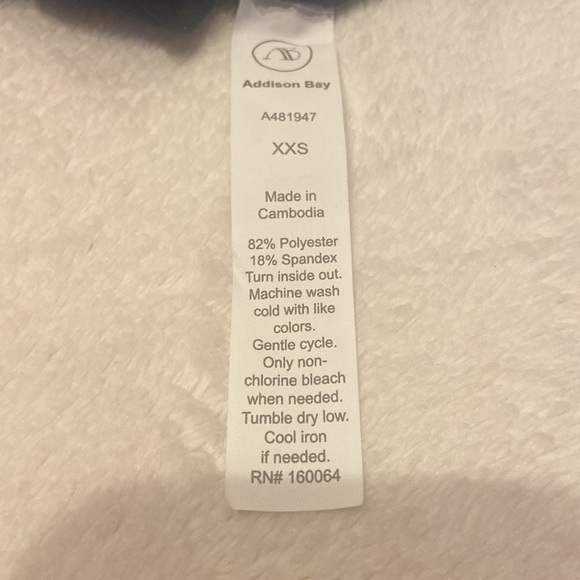 Addison Bay
A481947
XXS
Made in
Cambodia
82% Polyester
18% Spandex
Turn inside out.
Machine wash
cold with like
colors.
Gentle cycle.
Only non-
chlorine bleach
when needed.
Tumble dry low.
Cool iron
if needed.
RN# 160064